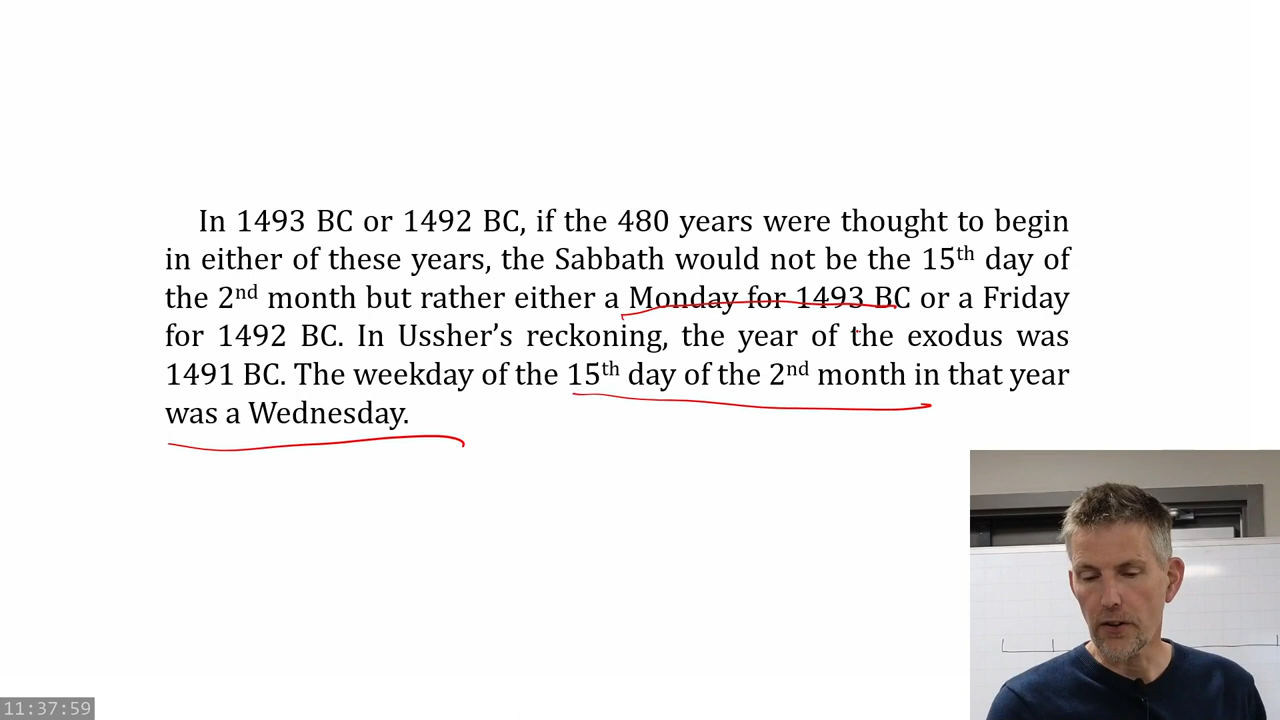 In 1493 BC or 1492 BC, if the 480 years were thought to begin
in either of these years, the Sabbath would not be the 15th day of
the 2nd month but rather either a Monday for 1493 BC or a Friday
for 1492 BC. In Ussher’s reckoning, the year of the exodus was
1491 BC. The weekday of the 15th day of the 2nd month in that year
was a Wednesday.
11:37:59